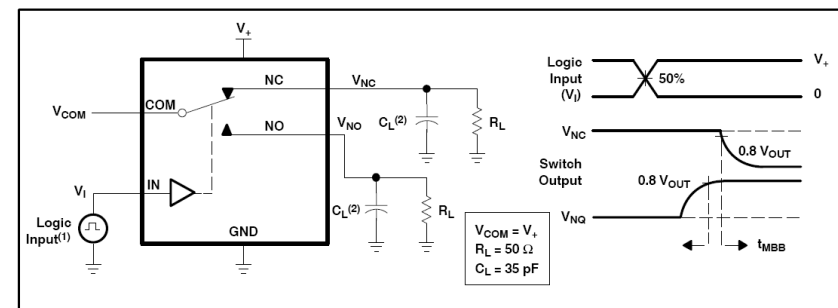 V+
NC
VNC
COM
VCOM
CL(2)
RL
NO
VNO
VI
IN
CL(2)
RL
Logic
Input(1)
GND
VCOM = V+
RL = 50 Ω
CL = 35 pF
Logic
Input
(VI)
V+
50%
0
VNC
0.8 VOUT
Switch
Output
0.8 VOUT
VNO
tMBB